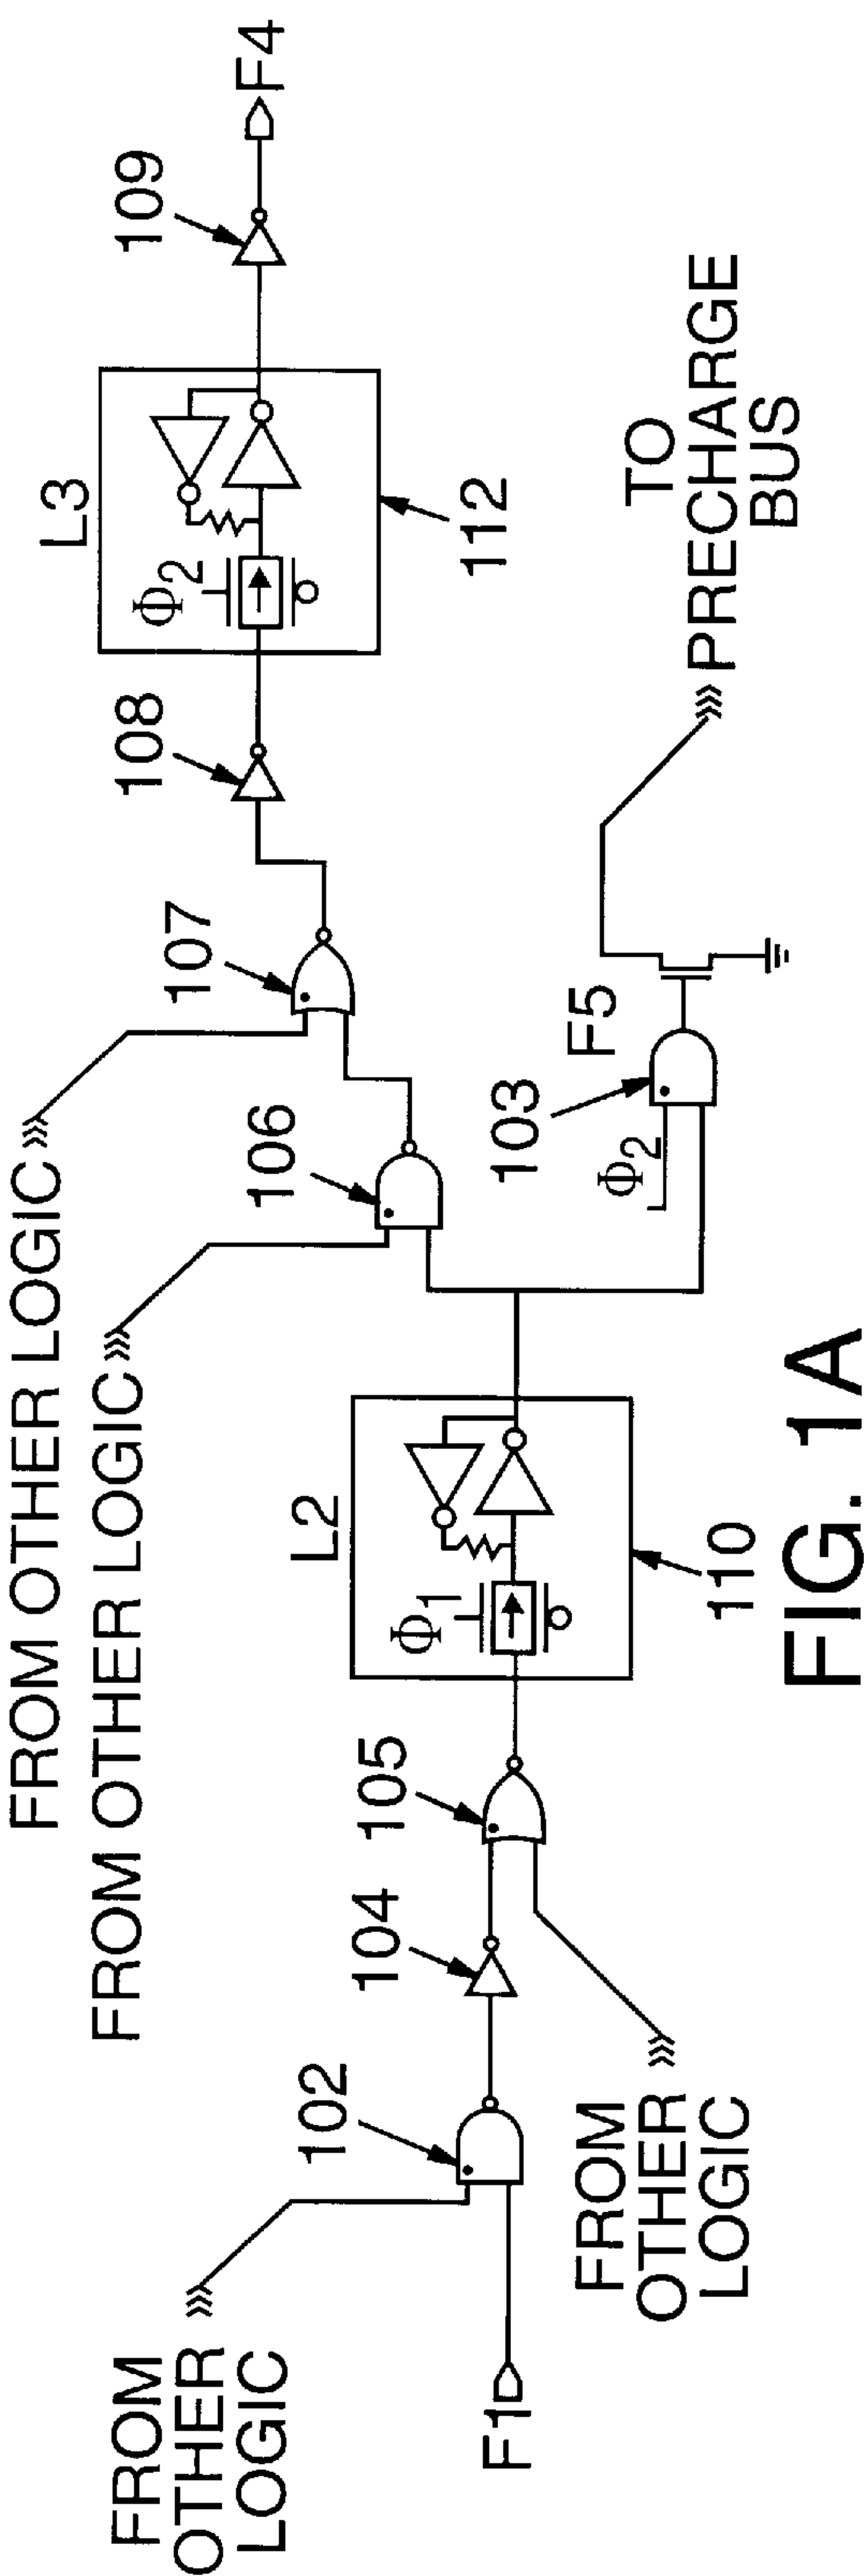 FROM OTHER LOGIC
FROM OTHER LOGIC
FROM
OTHER
LOGIC
F1
102
104
105
FROM
OTHER
LOGIC
L2
Φ1
110
106
107
108
L3
Φ2
112
109
F4
103
Φ2
F5
TO
PRECHARGE
BUS
FIG. 1A